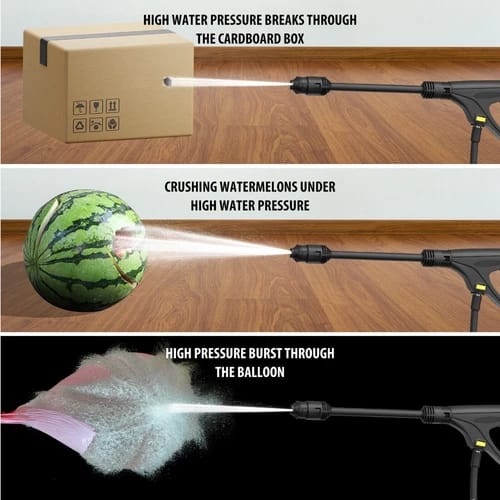 HIGH WATER PRESSURE BREAKS THROUGH
THE CARDBOARD BOX
CRUSHING WATERMELONS UNDER
HIGH WATER PRESSURE
HIGH PRESSURE BURST THROUGH
THE BALLOON